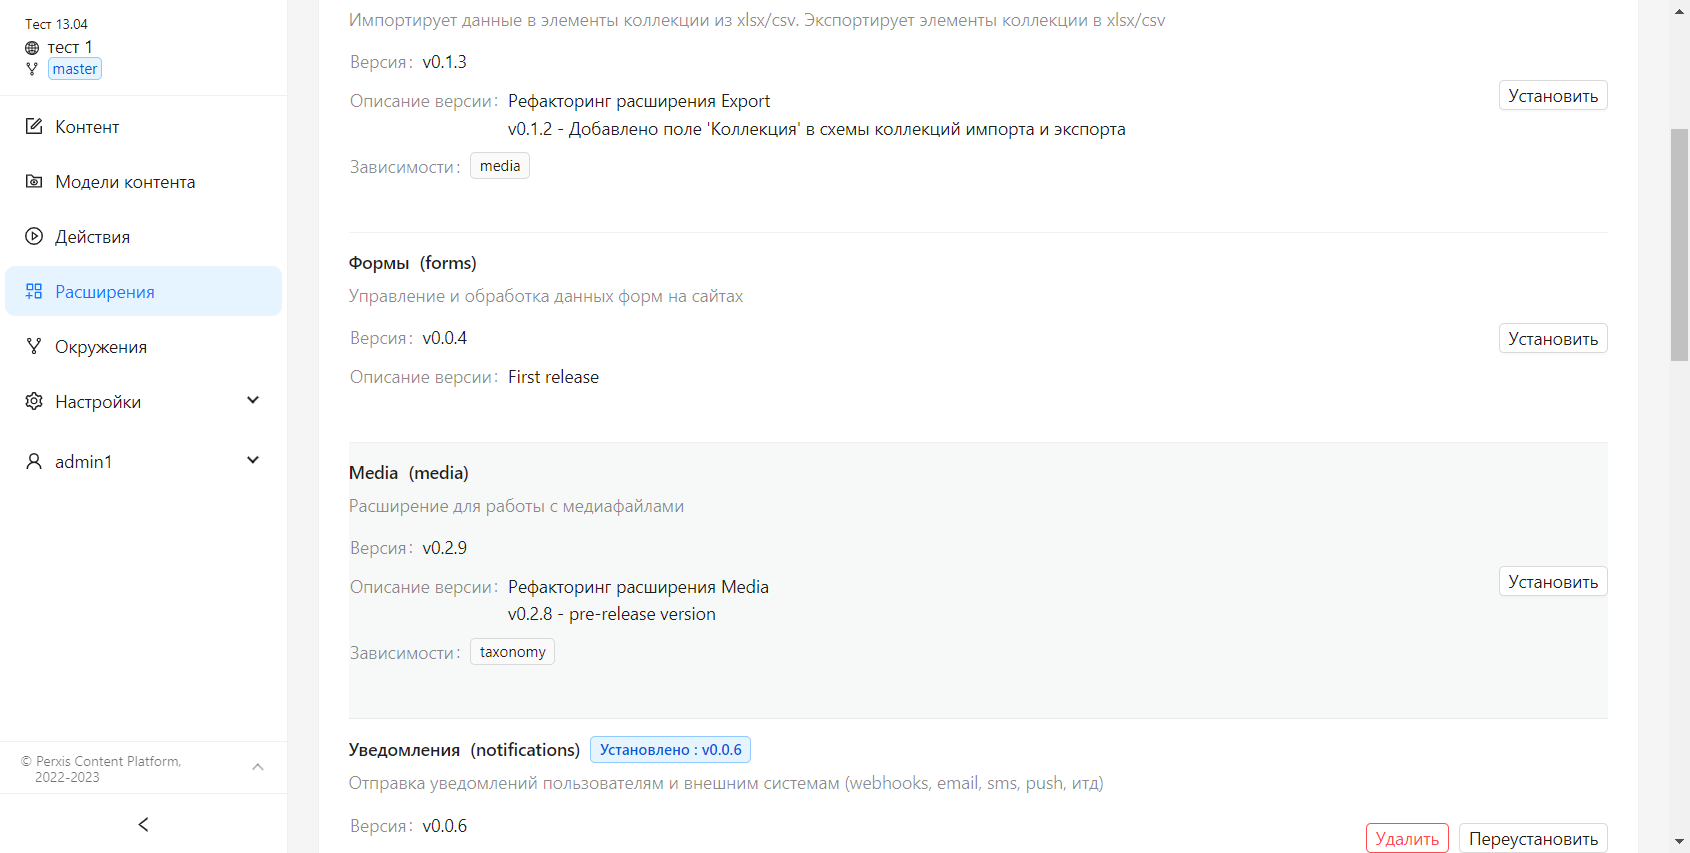 Тест 13.04
тест 1
master
Контент
Модели контента
Действия
Расширения
Окружения
Настройки
admin1
© Perxis Content Platform,
2022-2023
Импортирует данные в элементы коллекции из xlsx/csv. Экспортирует элементы коллекции в xlsx/csv
Версия: v0.1.3
Описание версии: Рефакторинг расширения Export
v0.1.2 - Добавлено поле 'Коллекция' в схемы коллекций импорта и экспорта
Зависимости: media
Установить
Формы (forms)
Управление и обработка данных форм на сайтах
Версия: v0.0.4
Описание версии: First release
Установить
Media (media)
Расширение для работы с медиафайлами
Версия: v0.2.9
Описание версии: Рефакторинг расширения Media
v0.2.8 - pre-release version
Зависимости: taxonomy
Установить
Уведомления (notifications) Установлено : v0.0.6
Отправка уведомлений пользователям и внешним системам (webhooks, email, sms, push, итд)
Версия: v0.0.6
Удалить Переустановить